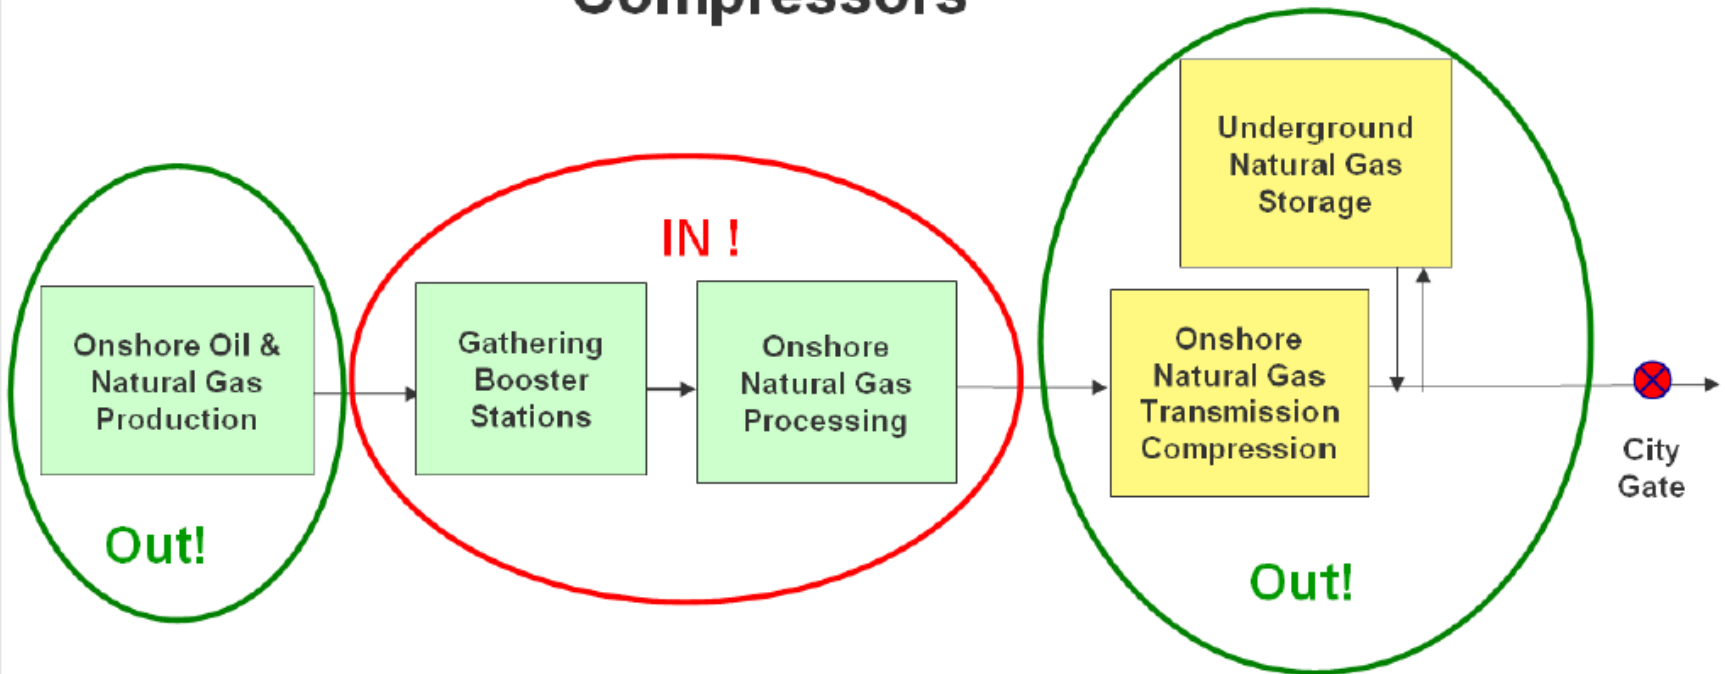 Compressors
Underground
Natural Gas
Storage
IN !
Onshore Oil &
Natural Gas
Production
Gathering
Booster
Stations
Onshore
Natural Gas
Processing
Onshore
Natural Gas
Transmission
Compression
City
Gate
Out!
Out!